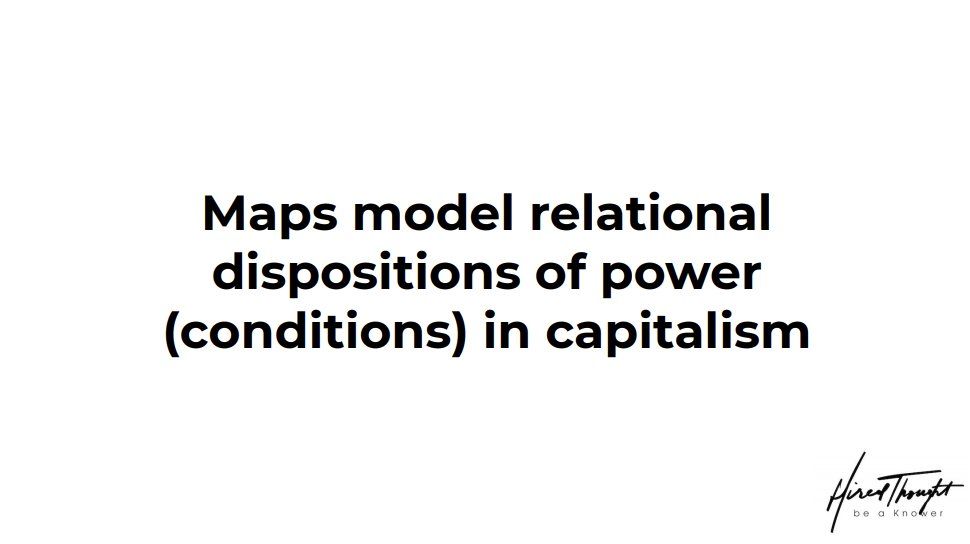 Maps model relational
dispositions of power
(conditions) in capitalism
Hired Thought
be a Knower